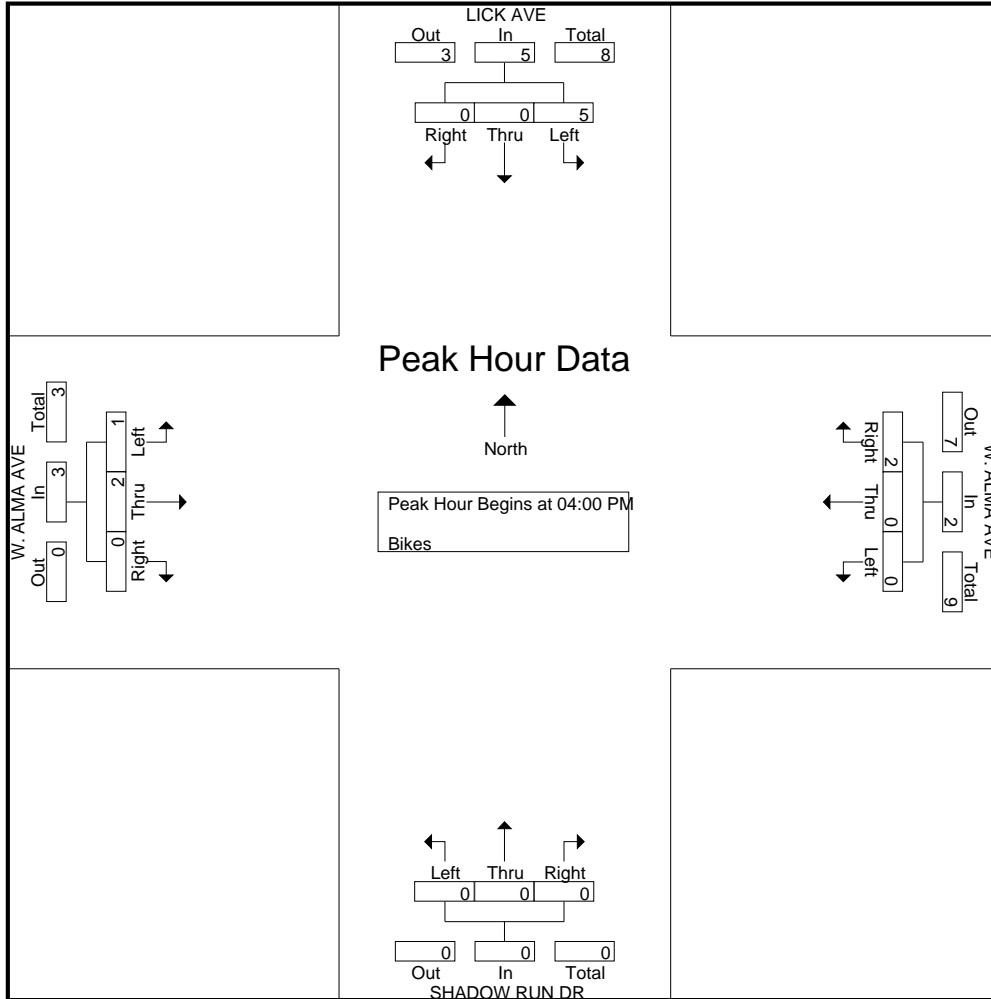 LICK AVE
Out In Total
3 5 8
0 0 5
Right Thru Left
Peak Hour Data
North
Peak Hour Begins at 04:00 PM
Bikes
W. ALMA AVE
Out In Total
0 3 3
0 2 1
Right Thru Left
W. ALMA AVE
Out In Total
7 2 9
2 0 0
Right Thru Left
Left Thru Right
0 0 0
0 0 0
Out In Total
SHADOW RUN DR